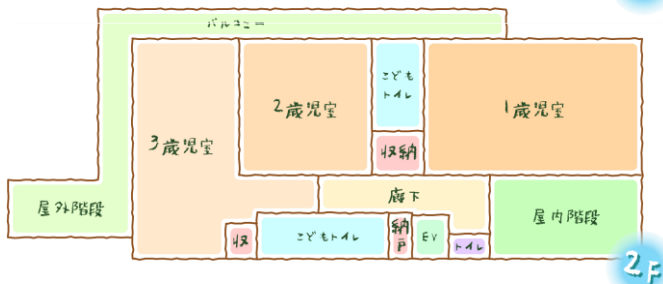 バルコニー
こども
トイレ
2歳児室
1歳児室
3歳児室
収納
廊下
屋外階段
屋内階段
収
こどもトイレ
納
戸
EV
トイレ
2F